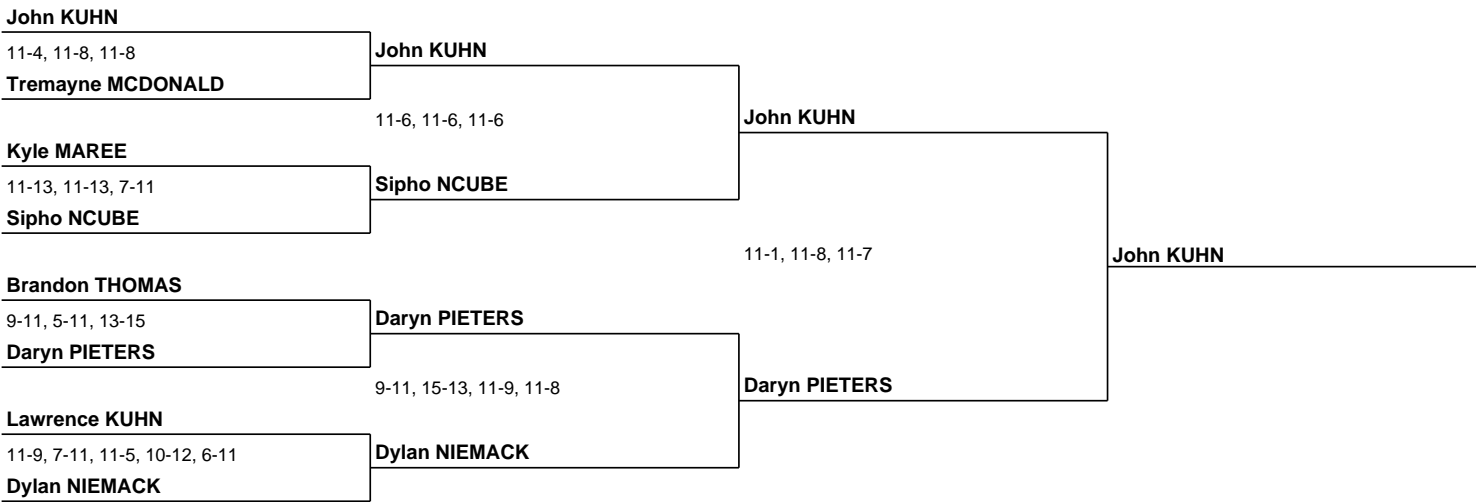 John KUHN
11-4, 11-8, 11-8
Tremayne MCDONALD
Kyle MAREE
11-13, 11-13, 7-11
Sipho NCUBE
Brandon THOMAS
9-11, 5-11, 13-15
Daryn PIETERS
Lawrence KUHN
11-9, 7-11, 11-5, 10-12, 6-11
Dylan NIEMACK
John KUHN
11-6, 11-6, 11-6
Sipho NCUBE
Daryn PIETERS
9-11, 15-13, 11-9, 11-8
Dylan NIEMACK
John KUHN
11-1, 11-8, 11-7
Daryn PIETERS
John KUHN